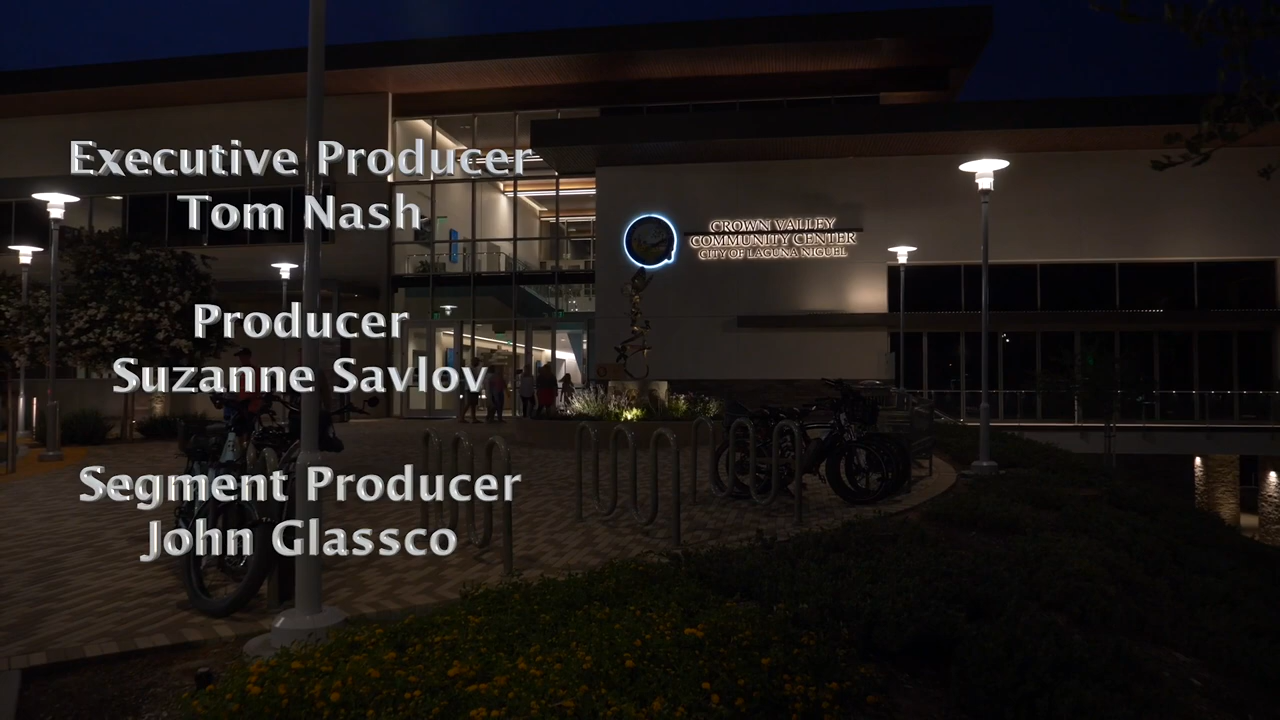 Executive Producer
Tom Nash
Producer
Suzanne Savlov
Segment Producer
John Glassco
CROWN VALLEY
COMMUNITY CENTER
CITY OF LAGUNA NIGUEL